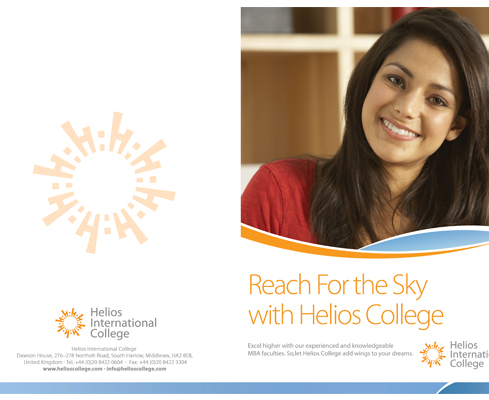 Helios
International
College
Helios International College
Dawson House, 276-278 Northolt Road, South Harrow, Middlesex, HA2 8EB,
United Kingdom · Tel: +44 (0)20 8422 0604 - Fax: +44 (0)20 8422 3304
www.helioscollege.com - info@helioscollege.com
Reach For the Sky
with Helios College
Excel higher with our experienced and knowledgeable
MBA faculties. So,let Helios College add wings to your dreams.
Helios
Internati
College